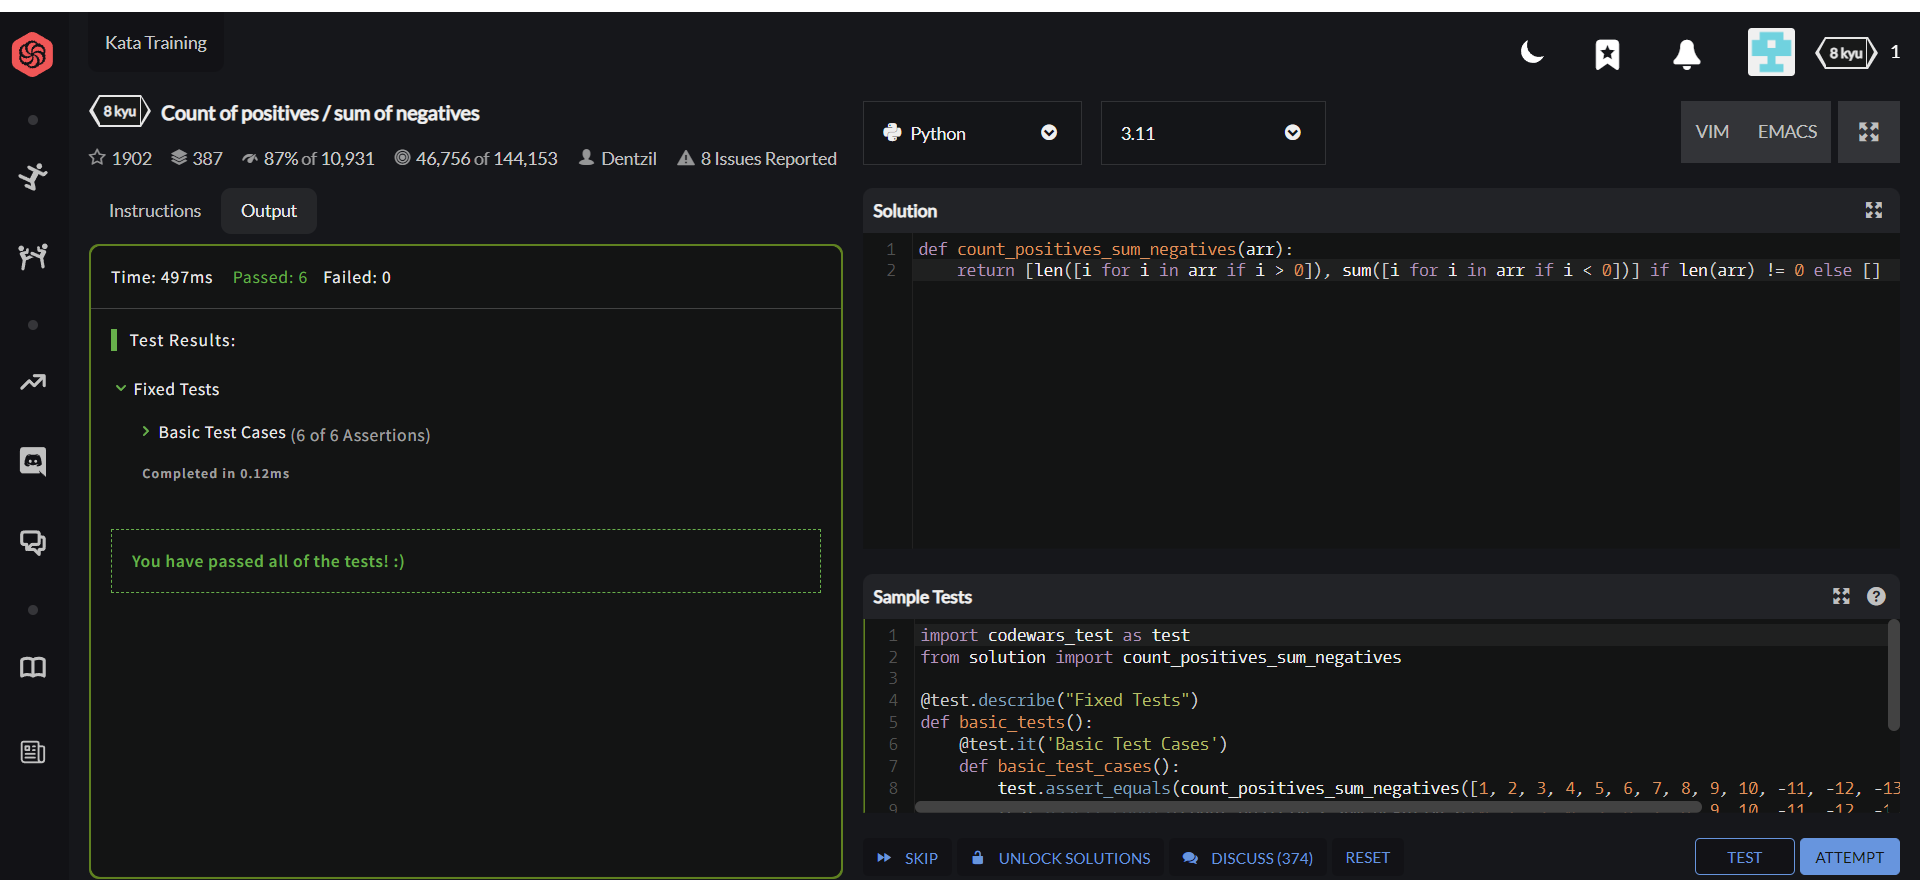 Kata Training
8 kyu 1
8 kyu Count of positives / sum of negatives
1902 387 87% of 10,931 46,756 of 144,153 Dentzil 8 Issues Reported
Instructions Output
Time: 497ms Passed: 6 Failed: 0
Test Results:
Fixed Tests
Basic Test Cases (6 of 6 Assertions)
Completed in 0.12ms
You have passed all of the tests! :)
Python 3.11 VIM EMACS
Solution
1 def count_positives_sum_negatives(arr):
2     return [len([i for i in arr if i > 0]), sum([i for i in arr if i < 0])] if len(arr) != 0 else []
Sample Tests ?
1 import codewars_test as test
2 from solution import count_positives_sum_negatives
3
4 @test.describe("Fixed Tests")
5 def basic_tests():
6     @test.it('Basic Test Cases')
7     def basic_test_cases():
8         test.assert_equals(count_positives_sum_negatives([1, 2, 3, 4, 5, 6, 7, 8, 9, 10, -11, -12, -13
9 9, 10, -11, -12, -1
SKIP UNLOCK SOLUTIONS DISCUSS (374) RESET TEST ATTEMPT